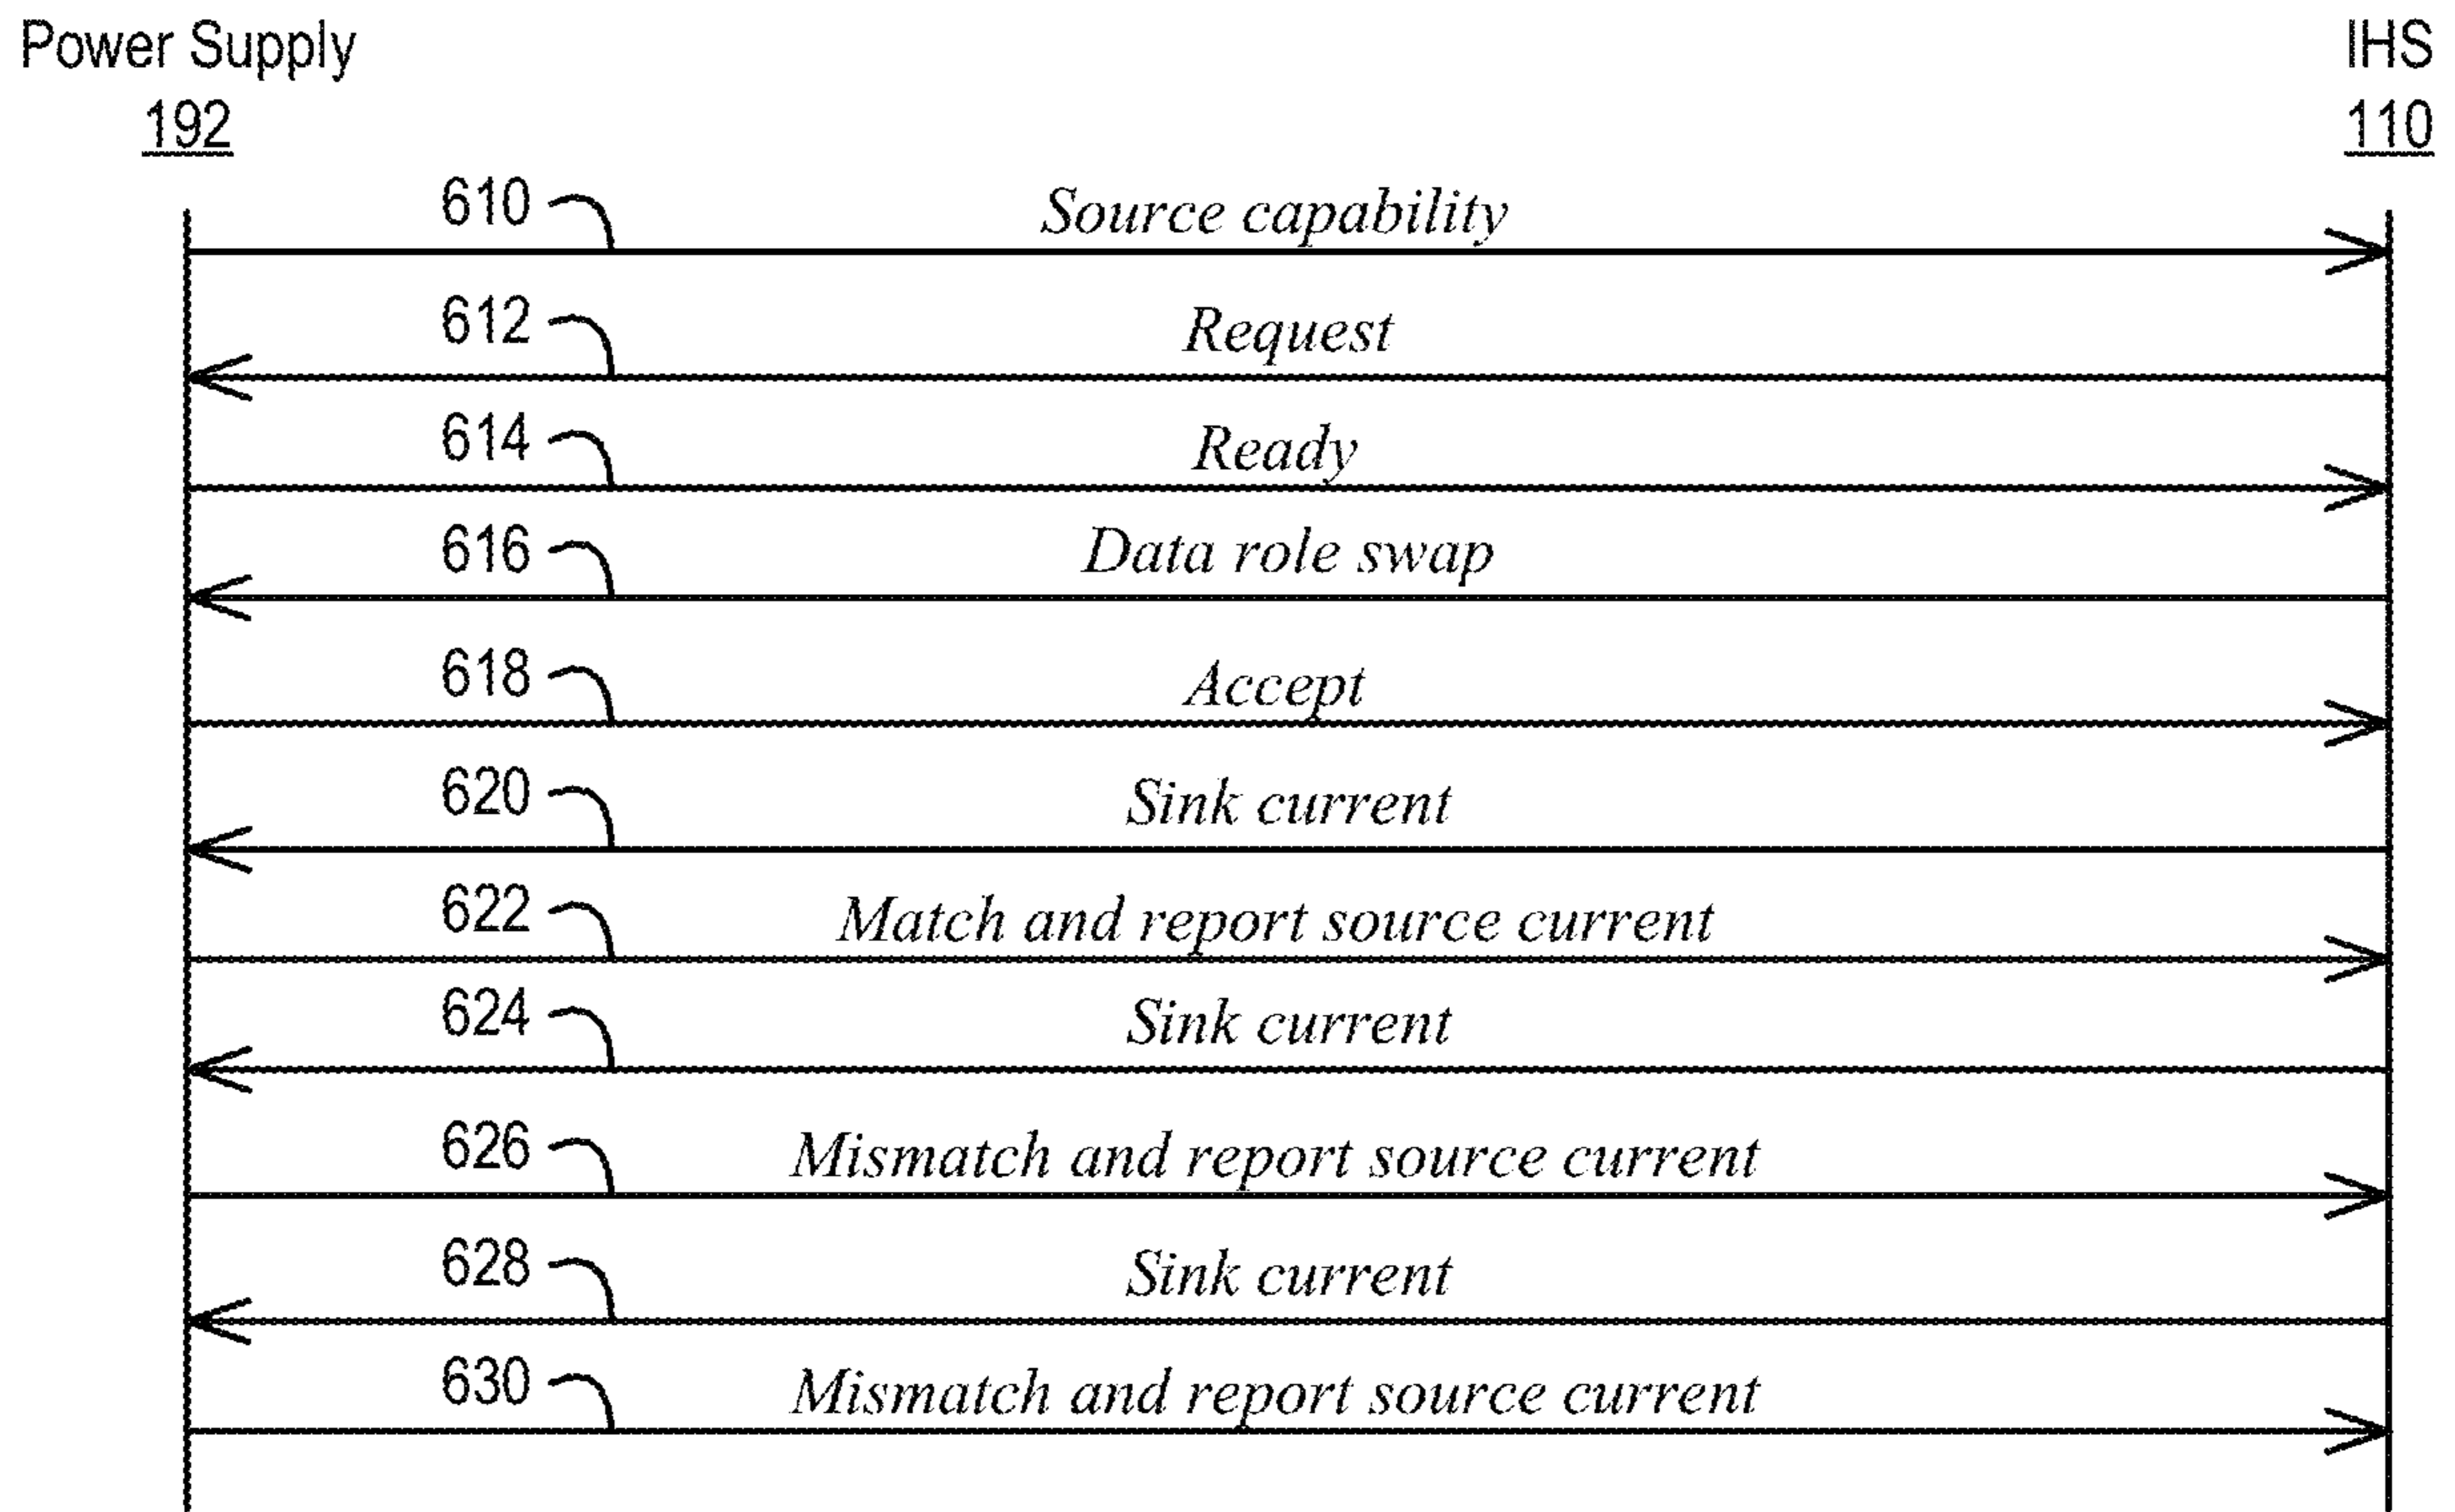 Power Supply
192
IHS
110
610 Source capability
612 Request
614 Ready
616 Data role swap
618 Accept
620 Sink current
622 Match and report source current
624 Sink current
626 Mismatch and report source current
628 Sink current
630 Mismatch and report source current